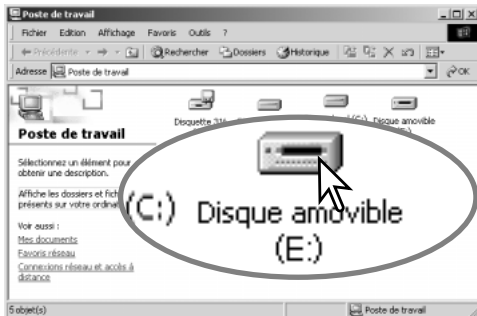 Poste de travail
Fichier Edition Affichage Favoris Outils ?
Précédente Rechercher Dossiers Historique
Adresse Poste de travail OK
Poste de travail
Disquette 3½
(C:) Disque amovible
(E:)
Sélectionnez un élément pour
obtenir une description.
Affiche les dossiers et
présents sur votre
Voir aussi :
Mes documents
Favoris réseau
Connexions réseau et accès à
distance
(C:) Disque amovible
(E:)
5 objet(s) Poste de travail